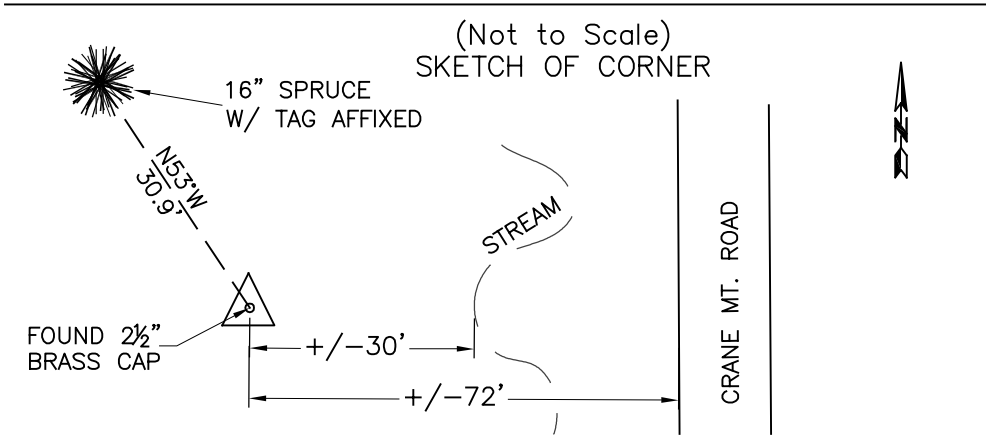 (Not to Scale)
SKETCH OF CORNER
16” SPRUCE
W/ TAG AFFIXED
N
N53°W
30.9’
STREAM
CRANE MT. ROAD
FOUND 2½”
BRASS CAP
+/-30’
+/-72’